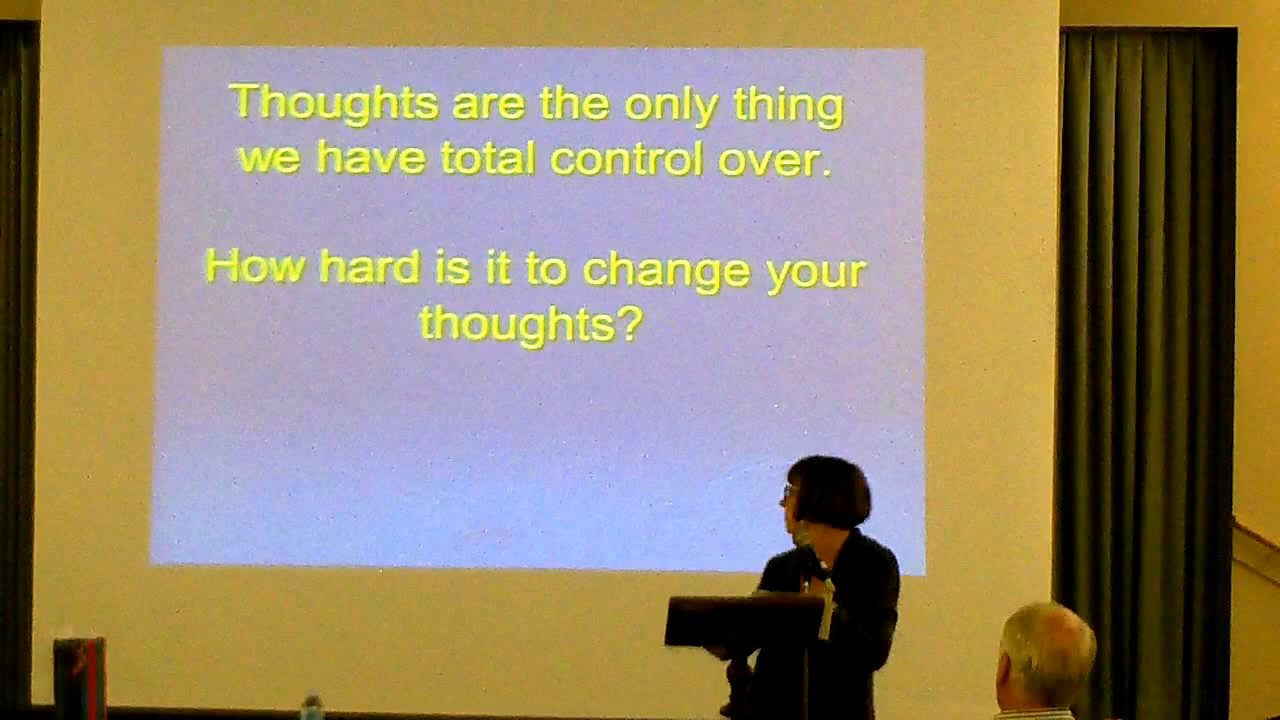 Thoughts are the only thing
we have total control over.
How hard is it to change your
thoughts?